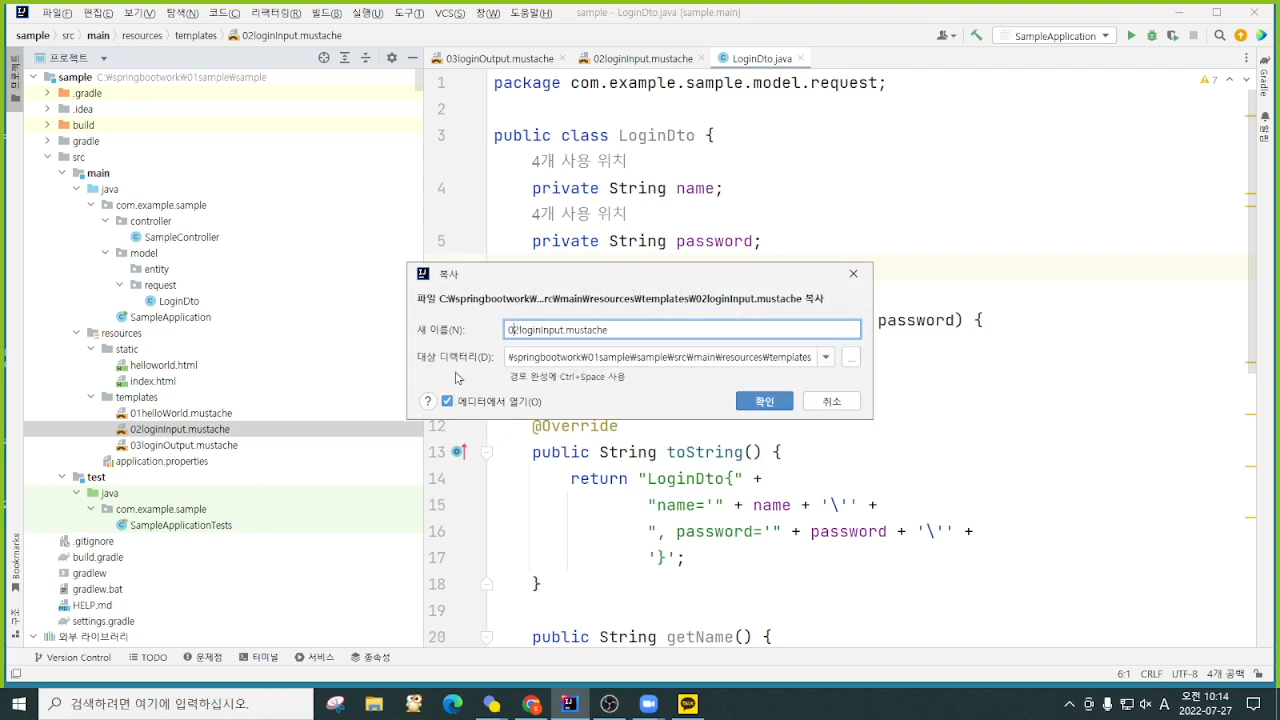 파일(F) 편집(E) 보기(V) 탐색(N) 코드(C) 리팩터링(R) 빌드(B) 실행(U) 도구(T) VCS(S) 창(W) 도움말(H) sample – LoginDto.java [sample.main]
sample src main resources templates 02loginInput.mustache
SampleApplication
프로젝트
03loginOutput.mustache 02loginInput.mustache LoginDto.java
sample C:₩springbootwork₩01sample₩sample
.gradle
.idea
build
gradle
src
main
java
com.example.sample
controller
SampleController
model
entity
request
LoginDto
SampleApplication
resources
static
helloworld.html
index.html
templates
01helloWorld.mustache
02loginInput.mustache
03loginOutput.mustache
application.properties
test
java
com.example.sample
SampleApplicationTests
.gitignore
build.gradle
gradlew
gradlew.bat
HELP.md
settings.gradle
외부 라이브러리
7
1 package com.example.sample.model.request;
2
3 public class LoginDto {
4개 사용 위치
4 private String name;
4개 사용 위치
5 private String password;
password) {
복사
파일 C:₩springbootwork₩...rc₩main₩resources₩templates₩02loginInput.mustache 복사
새 이름(N): 02loginInput.mustache
대상 디렉터리(D): ₩springbootwork₩01sample₩sample₩src₩main₩resources₩templates ...
경로 완성에 Ctrl+Space 사용
? 에디터에서 열기(O) 확인 취소
12 @Override
13 public String toString() {
14 return "LoginDto{" +
15 "name='" + name + '\'' +
16 ", password='" + password + '\'' +
17 '}';
18 }
19
20 public String getName() {
Gradle
알림
Bookmarks
구조
Version Control TODO 문제점 터미널 서비스 종속성
6:1 CRLF UTF-8 4개 공백
검색하려면 여기에 입력하십시오.
TALK
A
오전 10:14
2022-07-27